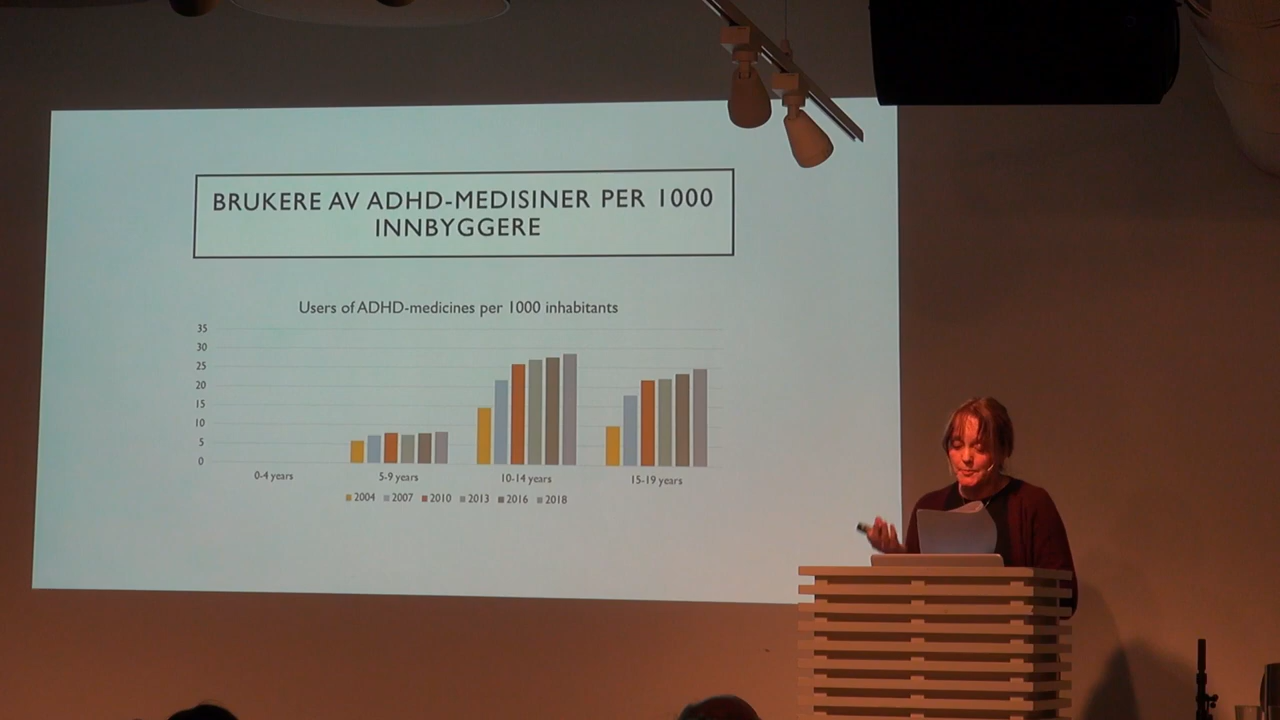 BRUKERE AV ADHD-MEDISINER PER 1000
INNBYGGERE
Users of ADHD-medicines per 1000 inhabitants
35
30
25
20
15
10
5
0
0-4 years 5-9 years 10-14 years 15-19 years
2004 2007 2010 2013 2016 2018